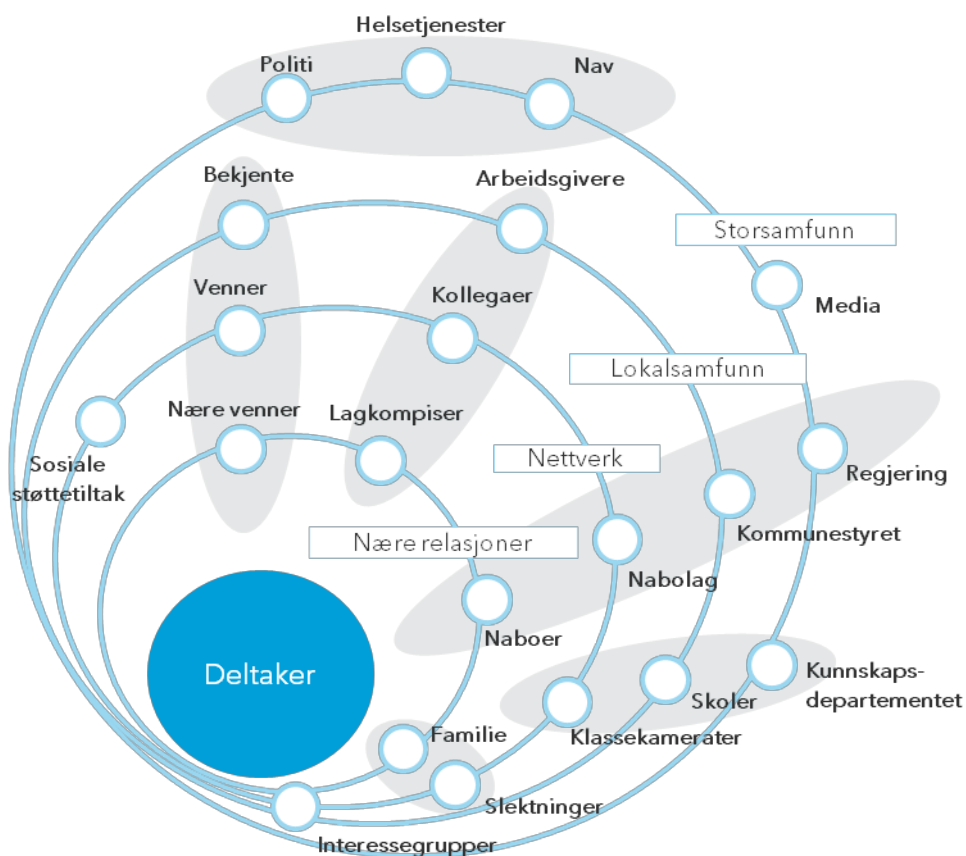 Helsetjenester
Politi
Nav
Bekjente
Arbeidsgivere
Storsamfunn
Venner
Kollegaer
Media
Lokalsamfunn
Nære venner
Lagkompiser
Sosiale
støttetiltak
Nettverk
Regjering
Kommunestyret
Nære relasjoner
Nabolag
Naboer
Deltaker
Kunnskaps-
departementet
Skoler
Klassekamerater
Familie
Slektninger
Interessegrupper